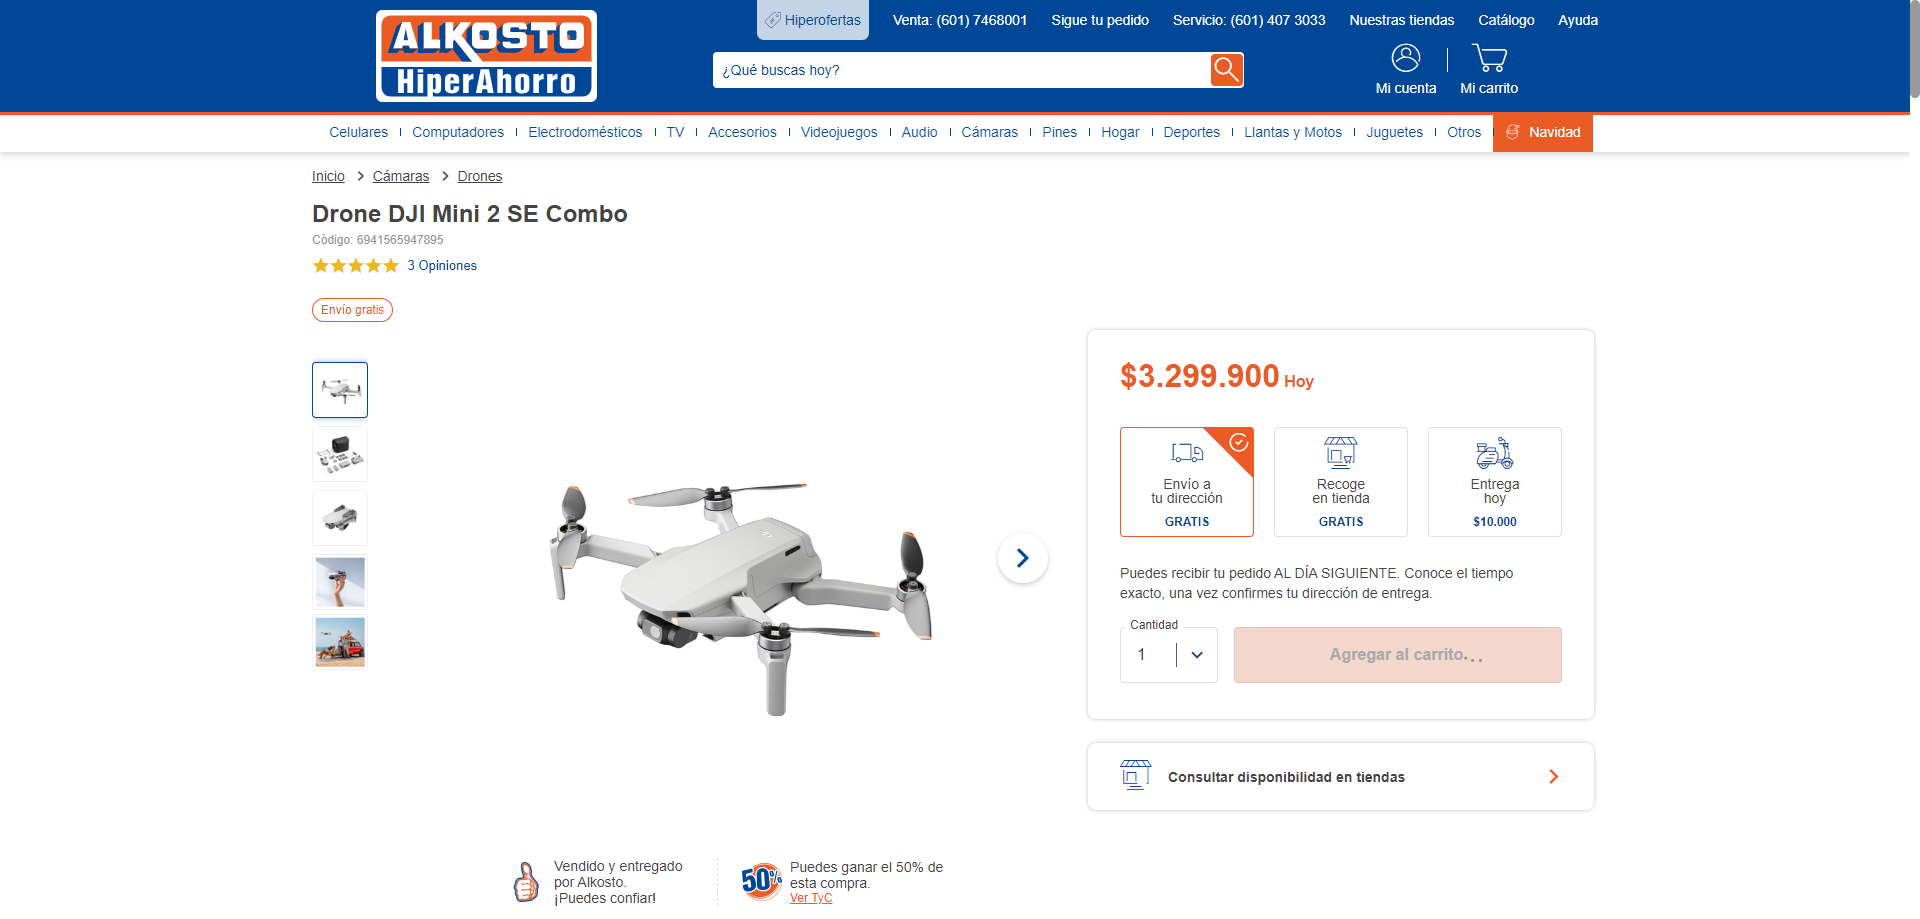 Hiperofertas
Venta: (601) 7468001
Sigue tu pedido
Servicio: (601) 407 3033
Nuestras tiendas
Catálogo
Ayuda
ALKOSTO
HiperAhorro
¿Qué buscas hoy?
Mi cuenta
Mi carrito
Celulares
Computadores
Electrodomésticos
TV
Accesorios
Videojuegos
Audio
Cámaras
Pines
Hogar
Deportes
Llantas y Motos
Juguetes
Otros
Navidad
Inicio
Cámaras
Drones
Drone DJI Mini 2 SE Combo
Código: 6941565947895
3 Opiniones
Envío gratis
$3.299.900 Hoy
Envío a
tu dirección
GRATIS
Recoge
en tienda
GRATIS
Entrega
hoy
$10.000
Puedes recibir tu pedido AL DÍA SIGUIENTE. Conoce el tiempo
exacto, una vez confirmes tu dirección de entrega.
Cantidad
1
Agregar al carrito...
Consultar disponibilidad en tiendas
Vendido y entregado
por Alkosto.
¡Puedes confiar!
50%
Puedes ganar el 50% de
esta compra.
Ver TyC